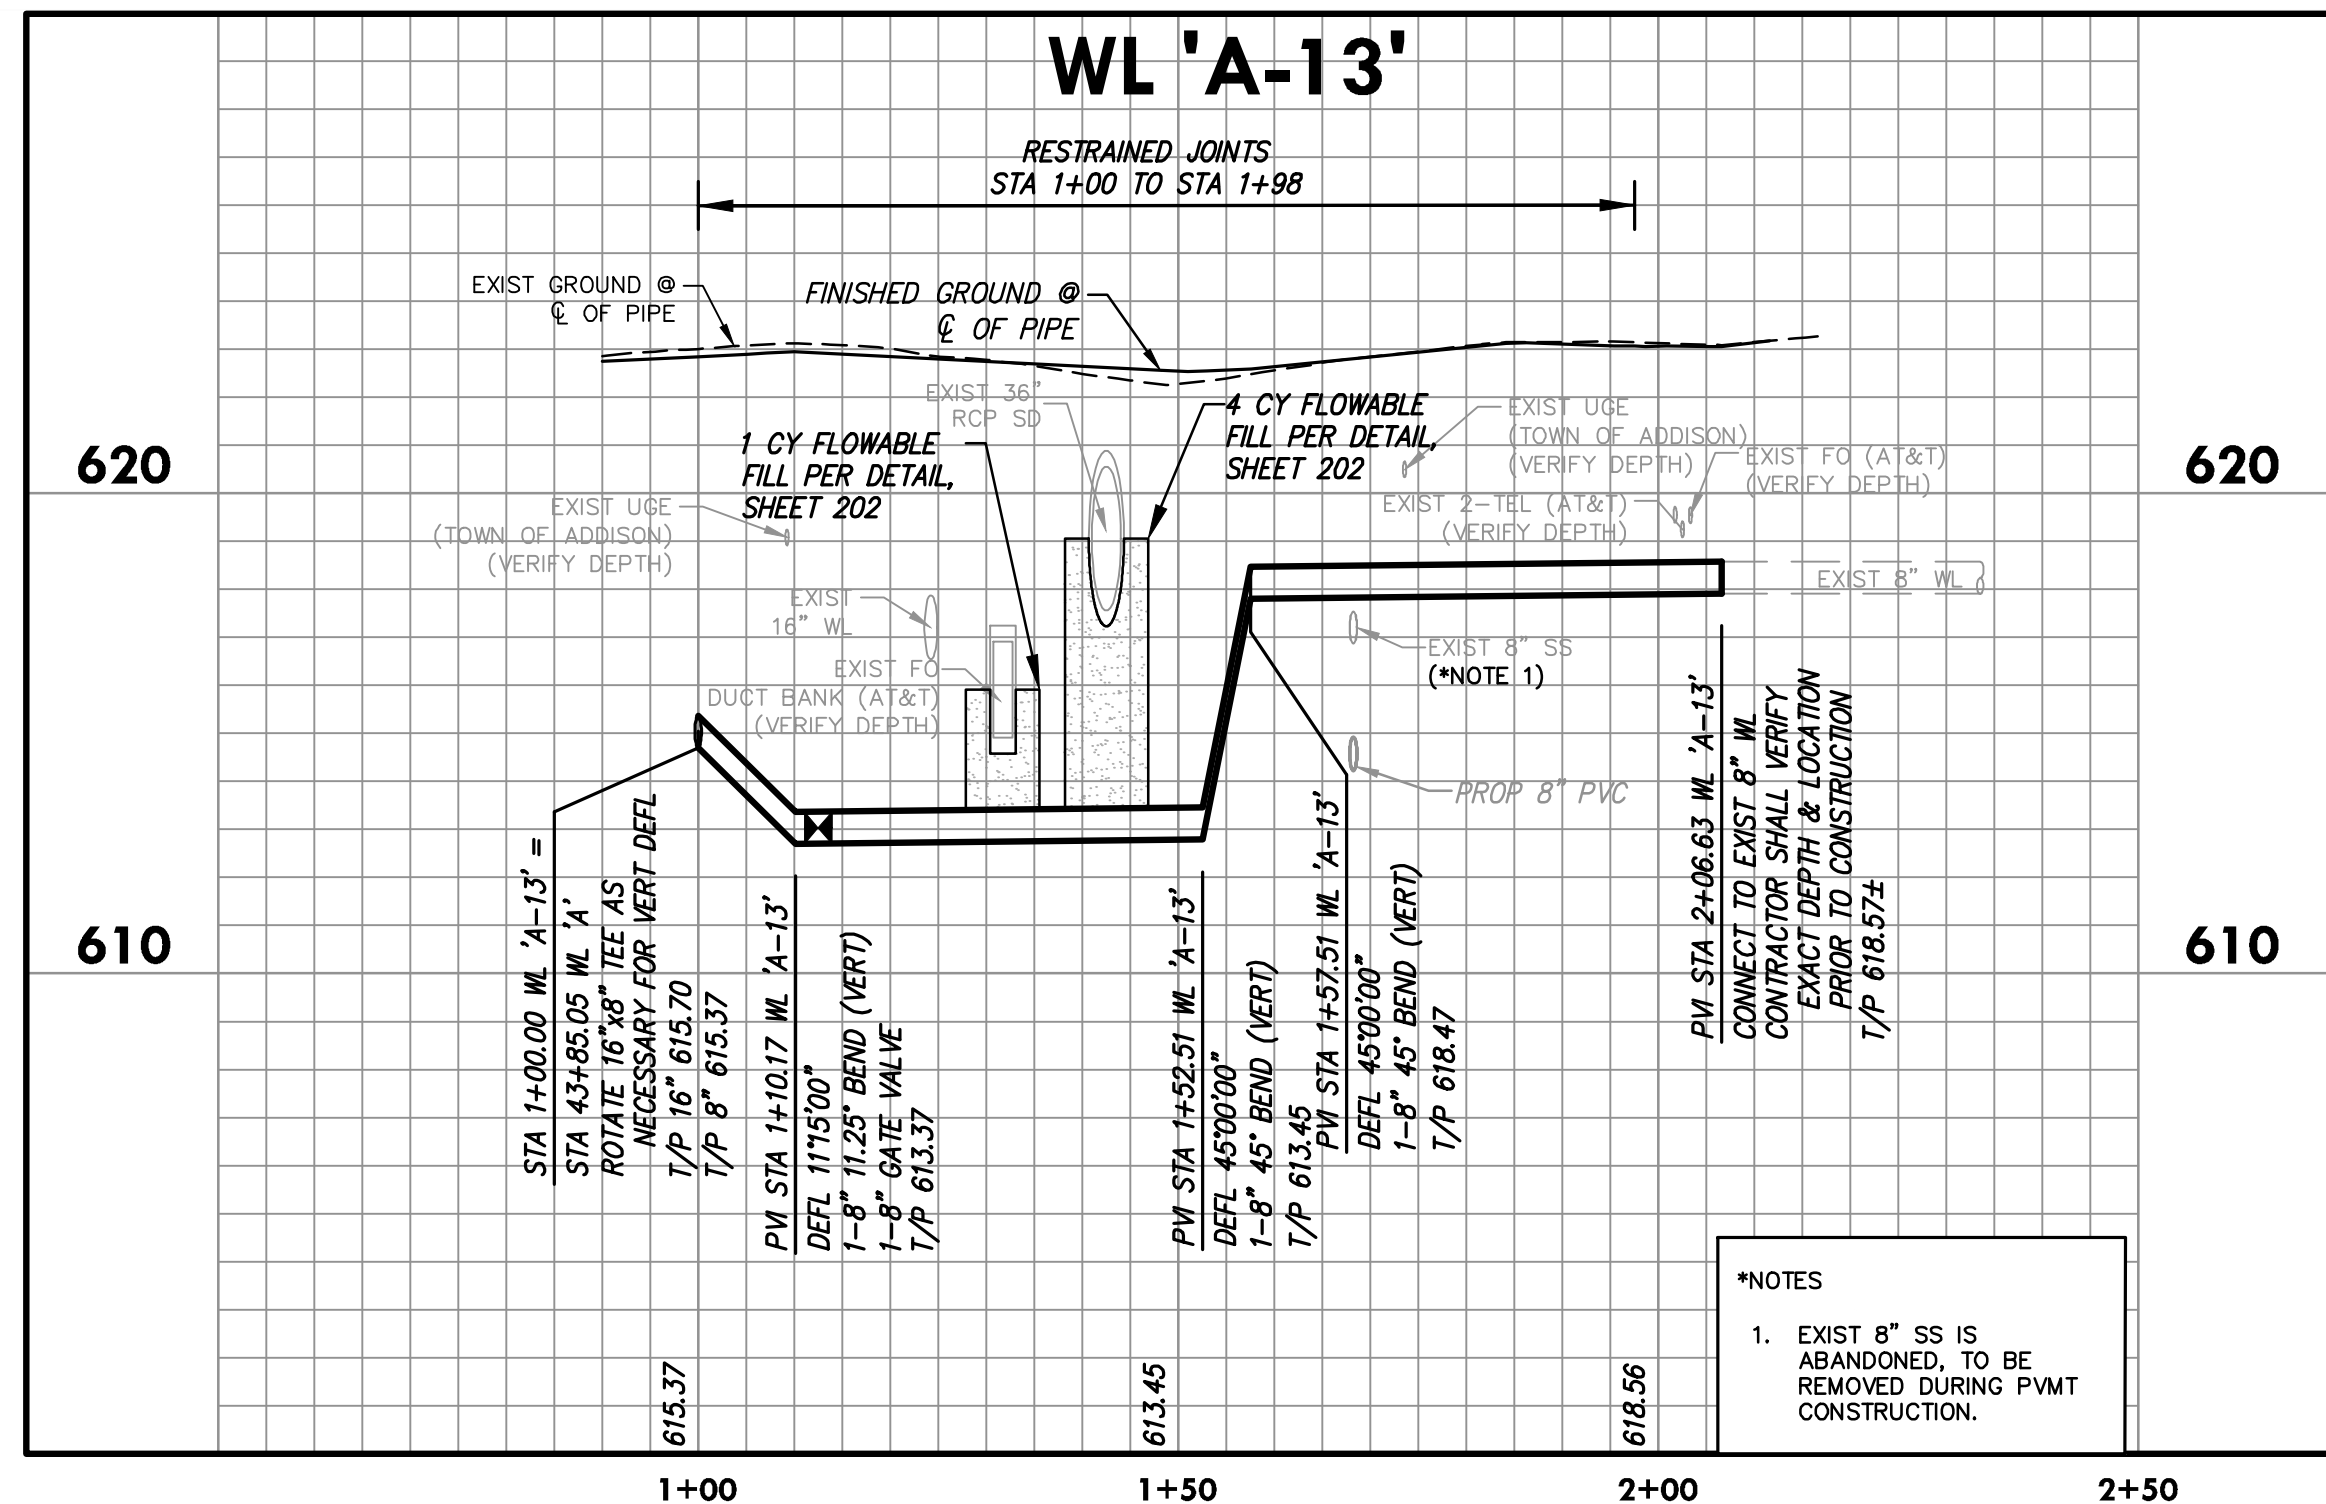 WL 'A-13'
RESTRAINED JOINTS
STA 1+00 TO STA 1+98
EXIST GROUND @
℄ OF PIPE
FINISHED GROUND @
℄ OF PIPE
EXIST 36"
RCP SD
1 CY FLOWABLE
FILL PER DETAIL,
SHEET 202
4 CY FLOWABLE
FILL PER DETAIL,
SHEET 202
EXIST UGE
(TOWN OF ADDISON)
(VERIFY DEPTH)
EXIST FO (AT&T)
(VERIFY DEPTH)
EXIST 2-TEL (AT&T)
(VERIFY DEPTH)
620
620
EXIST UGE
(TOWN OF ADDISON)
(VERIFY DEPTH)
EXIST
16" WL
EXIST FO
DUCT BANK (AT&T)
(VERIFY DEPTH)
EXIST 8" WL
EXIST 8" SS
(*NOTE 1)
PROP 8" PVC
610
610
STA 1+00.00 WL 'A-13' =
STA 43+85.05 WL 'A'
ROTATE 16"x8" TEE AS
NECESSARY FOR VERT DEFL
T/P 16" 615.70
T/P 8" 615.37
PVI STA 1+10.17 WL 'A-13'
DEFL 11°15'00"
1-8" 11.25° BEND (VERT)
1-8" GATE VALVE
T/P 613.37
PVI STA 1+52.51 WL 'A-13'
DEFL 45°00'00"
1-8" 45° BEND (VERT)
T/P 613.45
PVI STA 1+57.51 WL 'A-13'
DEFL 45°00'00"
1-8" 45° BEND (VERT)
T/P 618.47
PVI STA 2+06.63 WL 'A-13'
CONNECT TO EXIST 8" WL
CONTRACTOR SHALL VERIFY
EXACT DEPTH & LOCATION
PRIOR TO CONSTRUCTION
T/P 618.57±
*NOTES
1. EXIST 8" SS IS
ABANDONED, TO BE
REMOVED DURING PVMT
CONSTRUCTION.
615.37
613.45
618.56
1+00
1+50
2+00
2+50